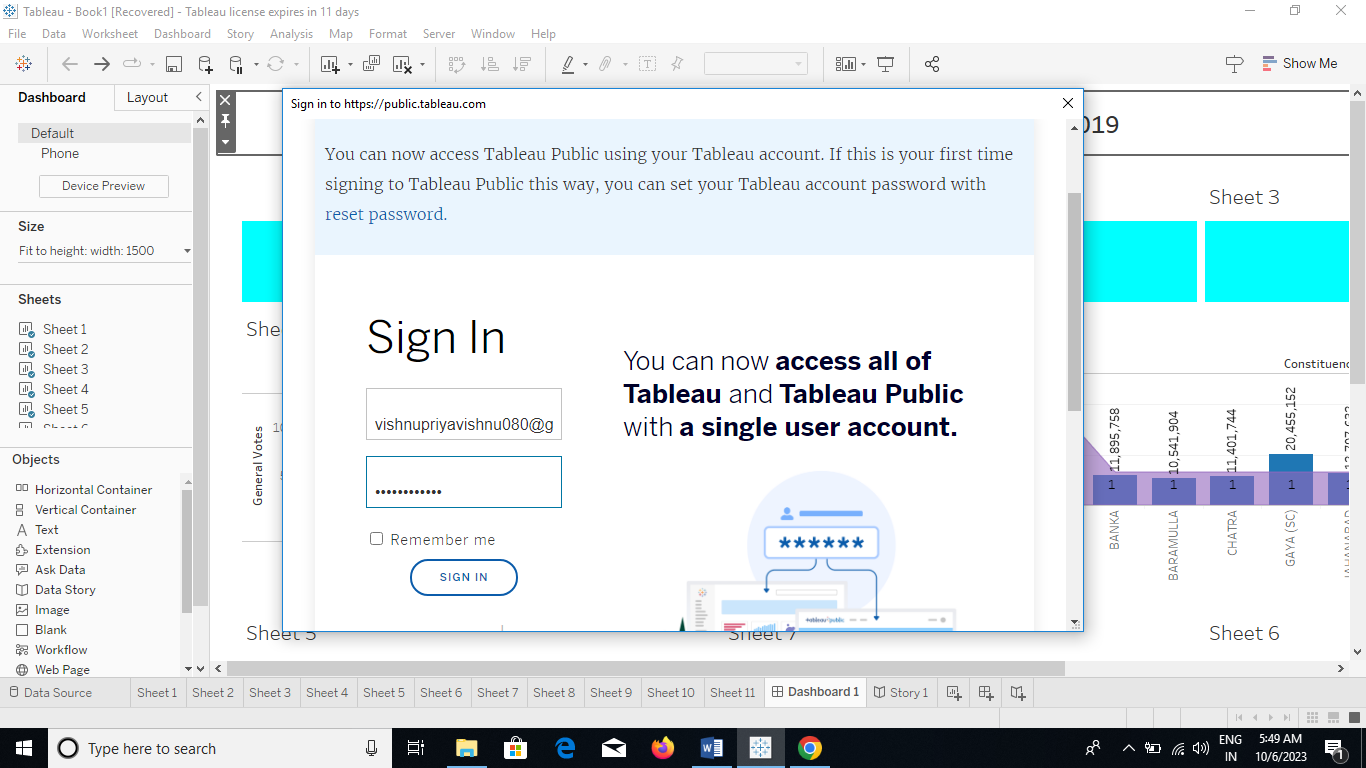 Tableau - Book1 [Recovered] - Tableau license expires in 11 days
File Data Worksheet Dashboard Story Analysis Map Format Server Window Help
Show Me
Dashboard Layout
Default
Phone
Device Preview
Size
Fit to height: width: 1500
Sheets
Sheet 1
Sheet 2
Sheet 3
Sheet 4
Sheet 5
Objects
Horizontal Container
Vertical Container
Text
Extension
Ask Data
Data Story
Image
Blank
Workflow
Web Page
Sign in to https://public.tableau.com
You can now access Tableau Public using your Tableau account. If this is your first time
signing to Tableau Public this way, you can set your Tableau account password with
reset password.
Sign In
vishnupriyavishnu080@g
••••••••••••
Remember me
SIGN IN
You can now access all of
Tableau and Tableau Public
with a single user account.
******
019
Sheet 3
She
General Votes
Constituenc
11,895,758
10,541,904
11,401,744
20,455,152
1 1 1 1 1
BANKA
BARAMULLA
CHATRA
GAYA (SC)
Sheet 5
Sheet 7
Sheet 6
Data Source Sheet 1 Sheet 2 Sheet 3 Sheet 4 Sheet 5 Sheet 6 Sheet 7 Sheet 8 Sheet 9 Sheet 10 Sheet 11 Dashboard 1 Story 1
Type here to search
ENG
IN
5:49 AM
10/6/2023
1